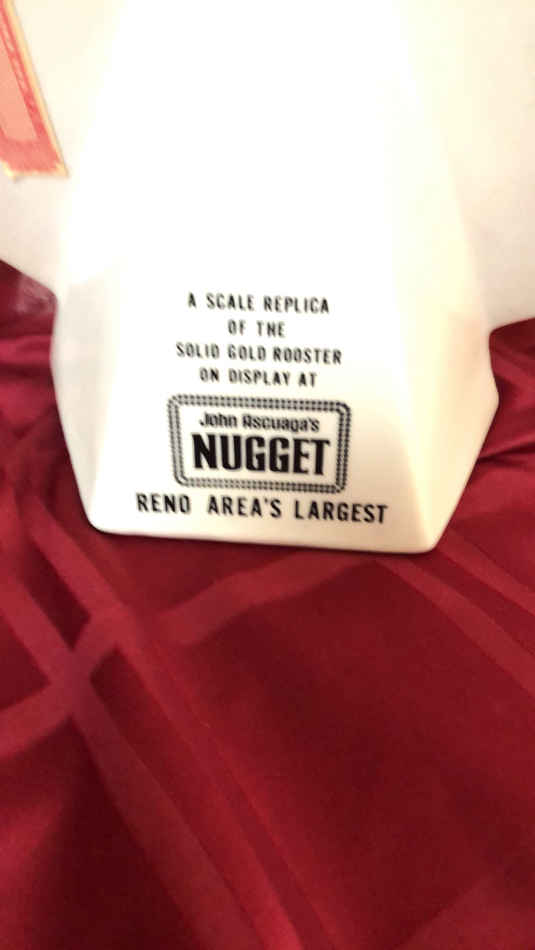 A SCALE REPLICA
OF THE
SOLID GOLD ROOSTER
ON DISPLAY AT
John Ascuaga's
NUGGET
RENO AREA'S LARGEST